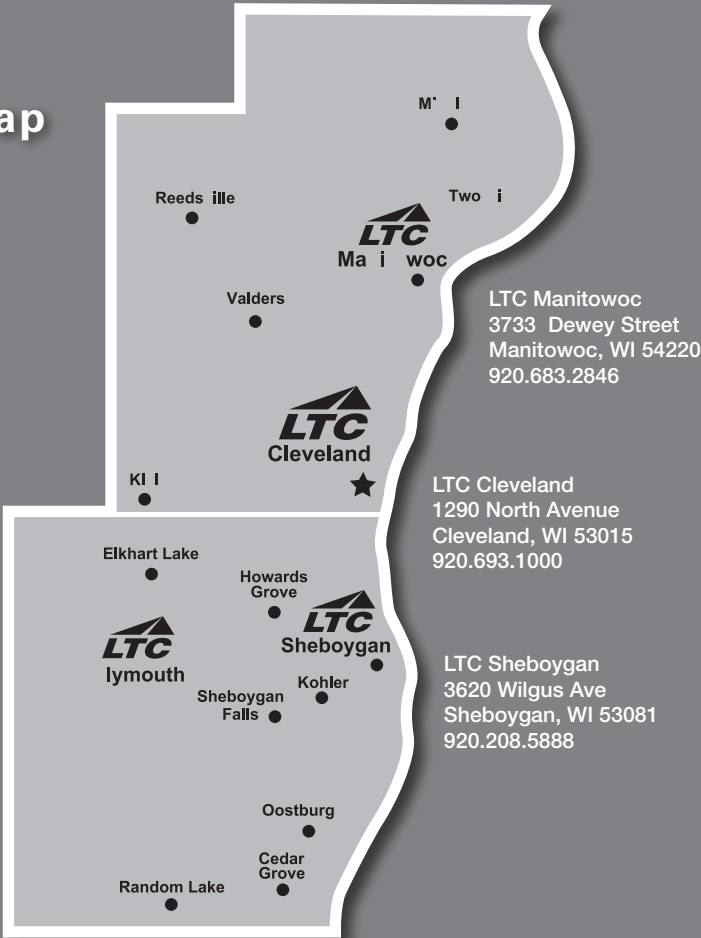 ap
M i l
Reeds ille
Two i
LTC
Ma i woc
Valders
LTC Manitowoc
3733 Dewey Street
Manitowoc, WI 54220
920.683.2846
LTC
Cleveland
Kl l
LTC Cleveland
1290 North Avenue
Cleveland, WI 53015
920.693.1000
Elkhart Lake
Howards
Grove
LTC
Sheboygan
LTC
lymouth
Kohler
Sheboygan
Falls
LTC Sheboygan
3620 Wilgus Ave
Sheboygan, WI 53081
920.208.5888
Oostburg
Cedar
Grove
Random Lake